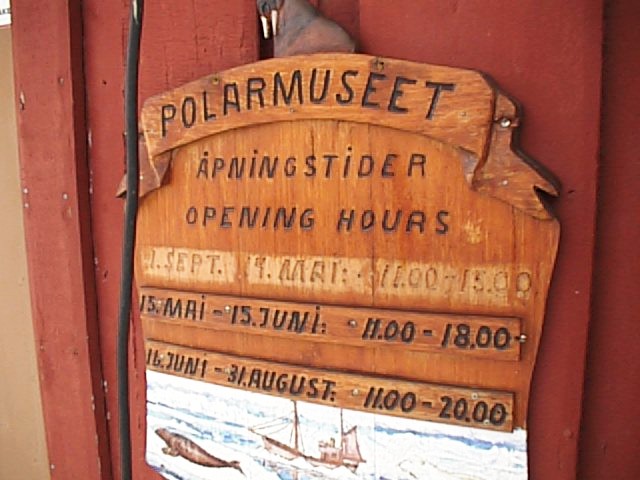 POLARMUSÉET
ÅPNINGSTIDER
OPENING HOURS
1. SEPT. 14. MAI: 11.00-15.00
15. MAI - 15. JUNI: 11.00 - 18.00
16. JUNI - 31. AUGUST: 11.00 - 20.00